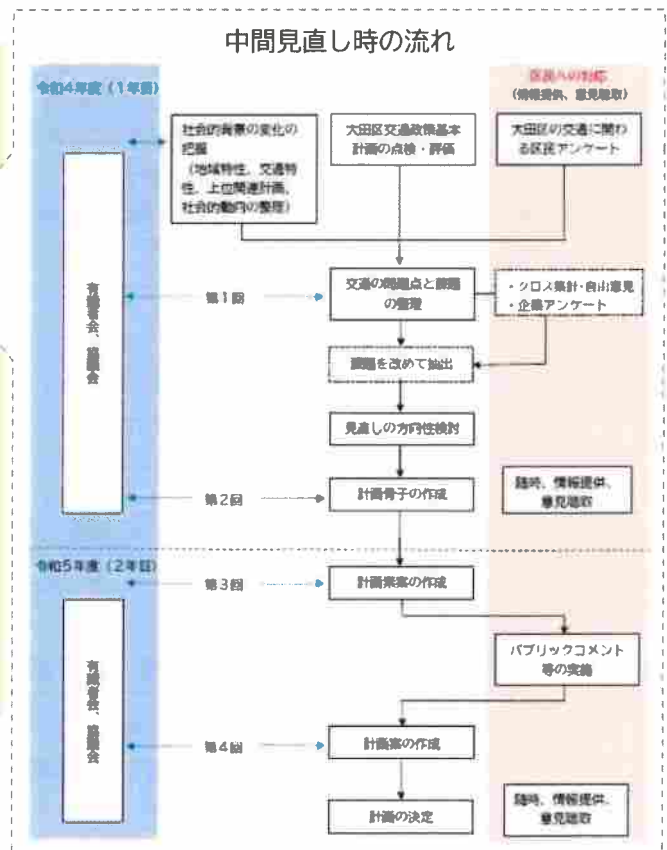 中間見直し時の流れ
令和4年度（1年目）
区民への対応
（情報提供、意見聴取）
社会的背景の変化の
把握
（地域特性、交通特
性、上位関連計画、
社会的動向の整理）
大田区交通政策基本
計画の点検・評価
大田区の交通に関わ
る区民アンケート
有識者会、協議会
第1回
交通の問題点と課題
の整理
・クロス集計・自由意見
・企業アンケート
課題を改めて抽出
見直しの方向性検討
第2回
計画骨子の作成
随時、情報提供、
意見聴取
令和5年度（2年目）
第3回
計画素案の作成
パブリックコメント
等の実施
有識者会、協議会
第4回
計画案の作成
計画の決定
随時、情報提供、
意見聴取